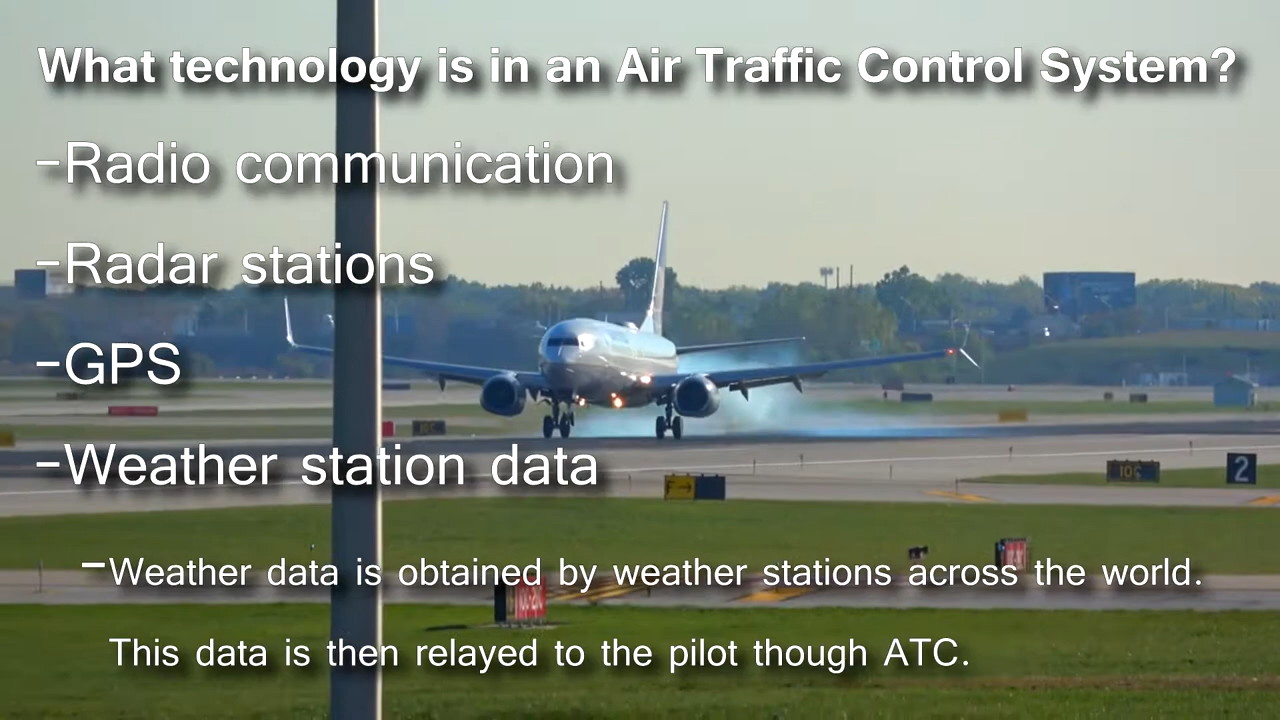 What technology is in an Air Traffic Control System?
-Radio communication
-Radar stations
-GPS
-Weather station data
-Weather data is obtained by weather stations across the world.
This data is then relayed to the pilot though ATC.
2